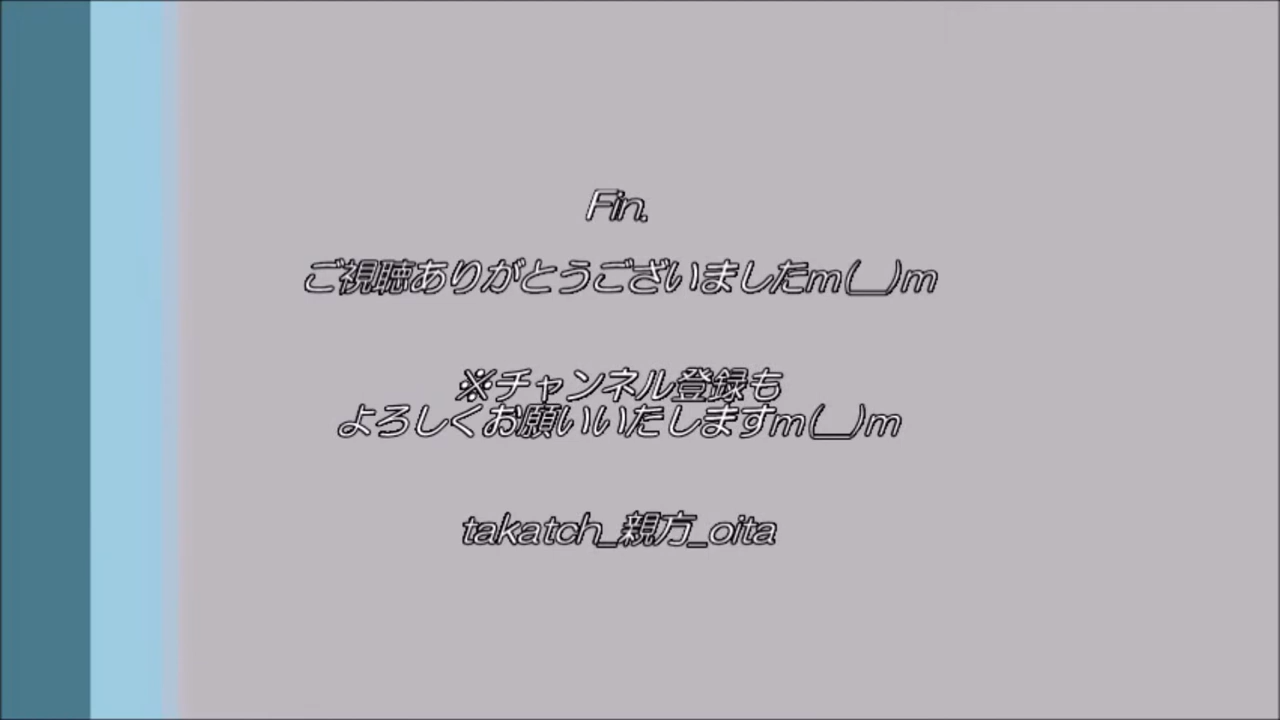 Fin.
ご視聴ありがとうございましたm(__)m
※チャンネル登録も
よろしくお願いいたしますm(__)m
takatch_親方_oita